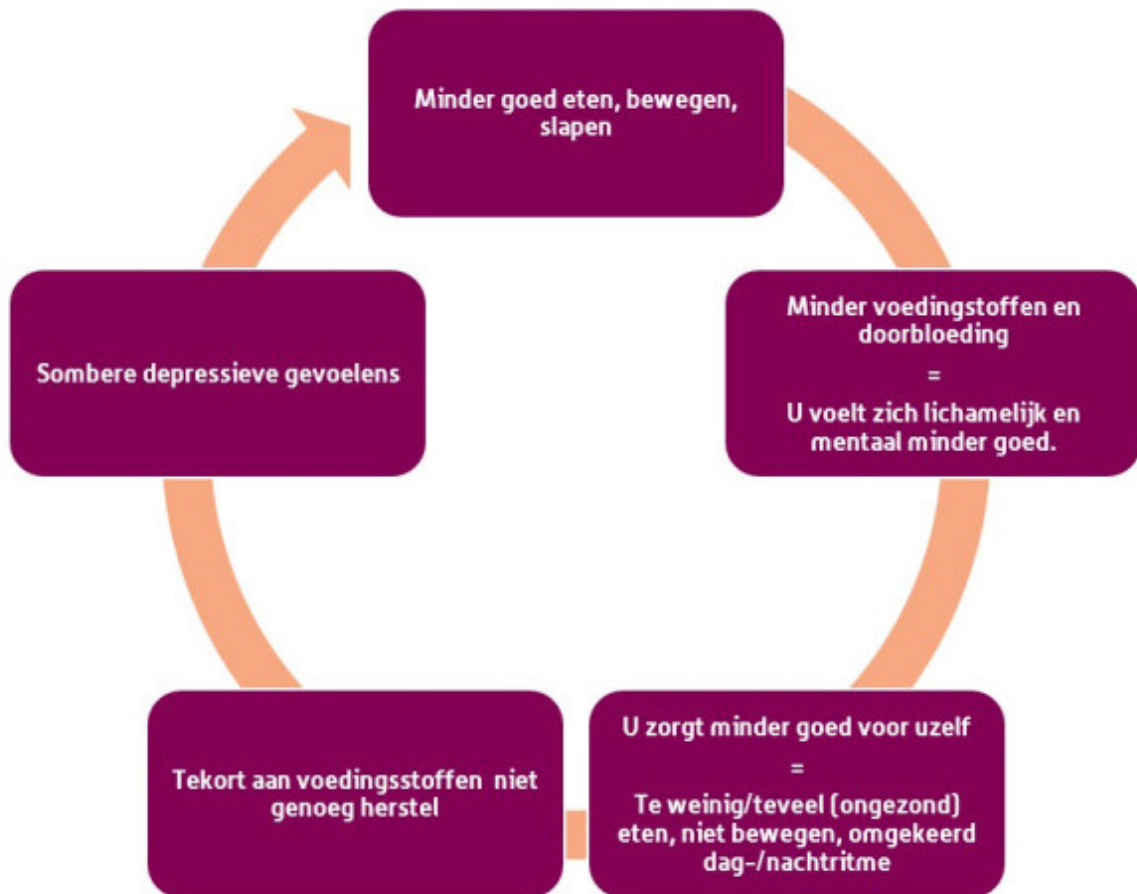 Minder goed eten, bewegen,
slapen
Minder voedingstoffen en
doorbloeding
=
U voelt zich lichamelijk en
mentaal minder goed.
U zorgt minder goed voor uzelf
=
Te weinig/teveel (ongezond)
eten, niet bewegen, omgekeerd
dag-/nachtritme
Tekort aan voedingsstoffen niet
genoeg herstel
Sombere depressieve gevoelens